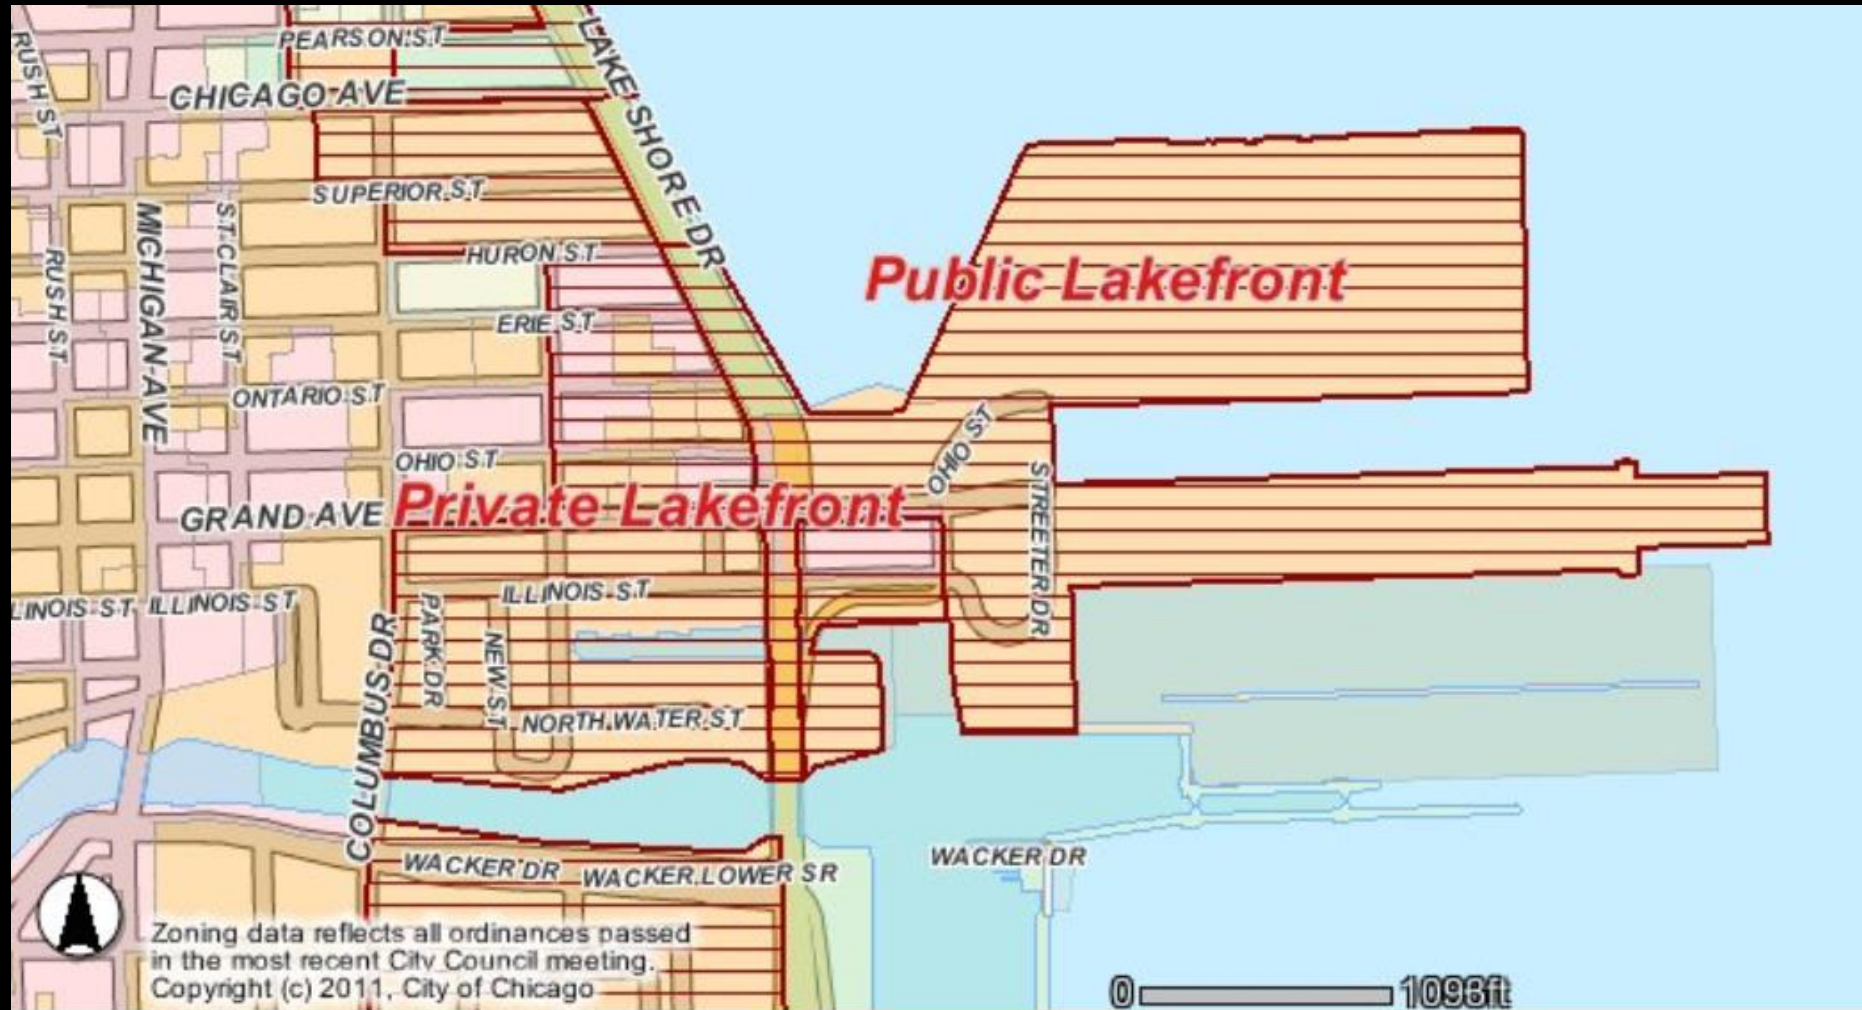 PEARSON ST
RUSH ST
CHICAGO AVE
LAKE SHORE DR
SUPERIOR ST
MICHIGAN AVE
ST CLAIR ST
HURON ST
RUSH ST
Public Lakefront
ERIE ST
ONTARIO ST
OHIO ST
OHIO ST
GRAND AVE
Private Lakefront
STREETER DR
LINOIS ST
ILLINOIS ST
ILLINOIS ST
PARK DR
NEW ST
COLUMBUS DR
NORTH WATER ST
WACKER DR
WACKER LOWER SR
WACKER DR
Zoning data reflects all ordinances passed
in the most recent City Council meeting.
Copyright (c) 2011, City of Chicago
0 1093ft